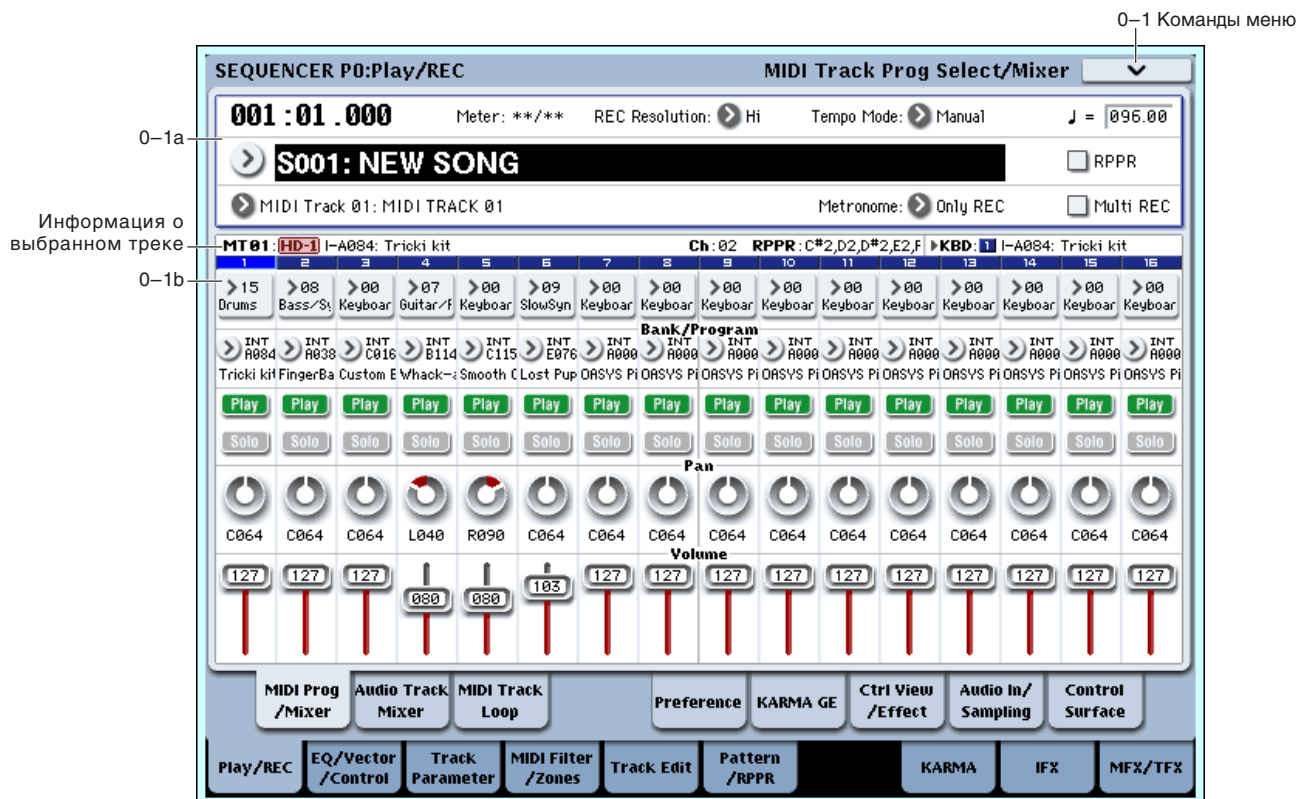 0–1 Команды меню
SEQUENCER P0:Play/REC MIDI Track Prog Select/Mixer
001:01.000 Meter: **/** REC Resolution: Hi Tempo Mode: Manual ♩ = 096.00
0–1a
S001: NEW SONG RPPR
MIDI Track 01: MIDI TRACK 01 Metronome: Only REC Multi REC
Информация о выбранном треке
MT01: HD-1 I-A084: Tricki kit Ch:02 RPPR:C#2,D2,D#2,E2,F KBD: 1 I-A084: Tricki kit
1 2 3 4 5 6 7 8 9 10 11 12 13 14 15 16
0–1b
15 08 00 07 00 09 00 00 00 00 00 00 00 00 00 00
Drums Bass/Sy Keyboar Guitar/F Keyboar SlowSyn Keyboar Keyboar Keyboar Keyboar Keyboar Keyboar Keyboar Keyboar Keyboar Keyboar
Bank/Program
INT INT INT INT INT INT INT INT INT INT INT INT INT INT INT INT
A084 A038 C016 B114 C115 E076 A000 A000 A000 A000 A000 A000 A000 A000 A000 A000
Tricki kit FingerBa Custom E Whack-a Smooth C Lost Pup OASYS Pi OASYS Pi OASYS Pi OASYS Pi OASYS Pi OASYS Pi OASYS Pi OASYS Pi OASYS Pi OASYS Pi
Play Play Play Play Play Play Play Play Play Play Play Play Play Play Play Play
Solo Solo Solo Solo Solo Solo Solo Solo Solo Solo Solo Solo Solo Solo Solo Solo
Pan
C064 C064 C064 L040 R090 C064 C064 C064 C064 C064 C064 C064 C064 C064 C064 C064
Volume
127 127 127 080 080 103 127 127 127 127 127 127 127 127 127 127
MIDI Prog /Mixer Audio Track Mixer MIDI Track Loop Preference KARMA GE Ctrl View /Effect Audio In/ Sampling Control Surface
Play/REC EQ/Vector /Control Track Parameter MIDI Filter /Zones Track Edit Pattern /RPPR KARMA IFX MFX/TFX